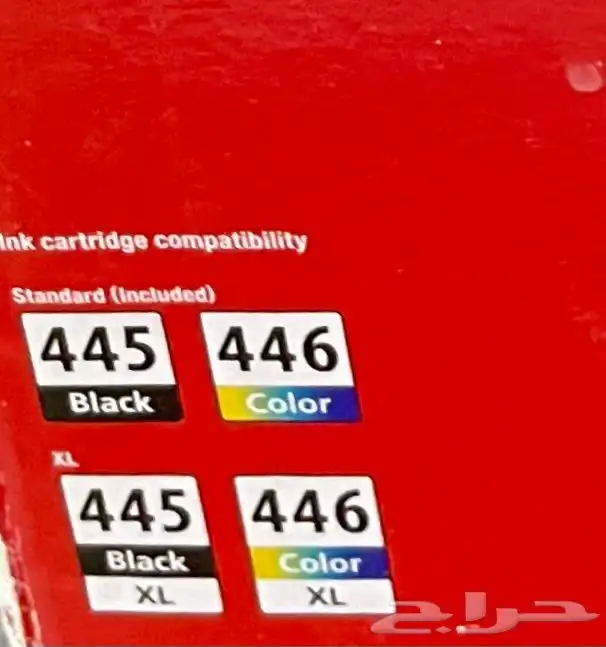 Ink cartridge compatibility
Standard (Included)
445 446
Black Color
XL
445 446
Black Color
XL XL
حراج